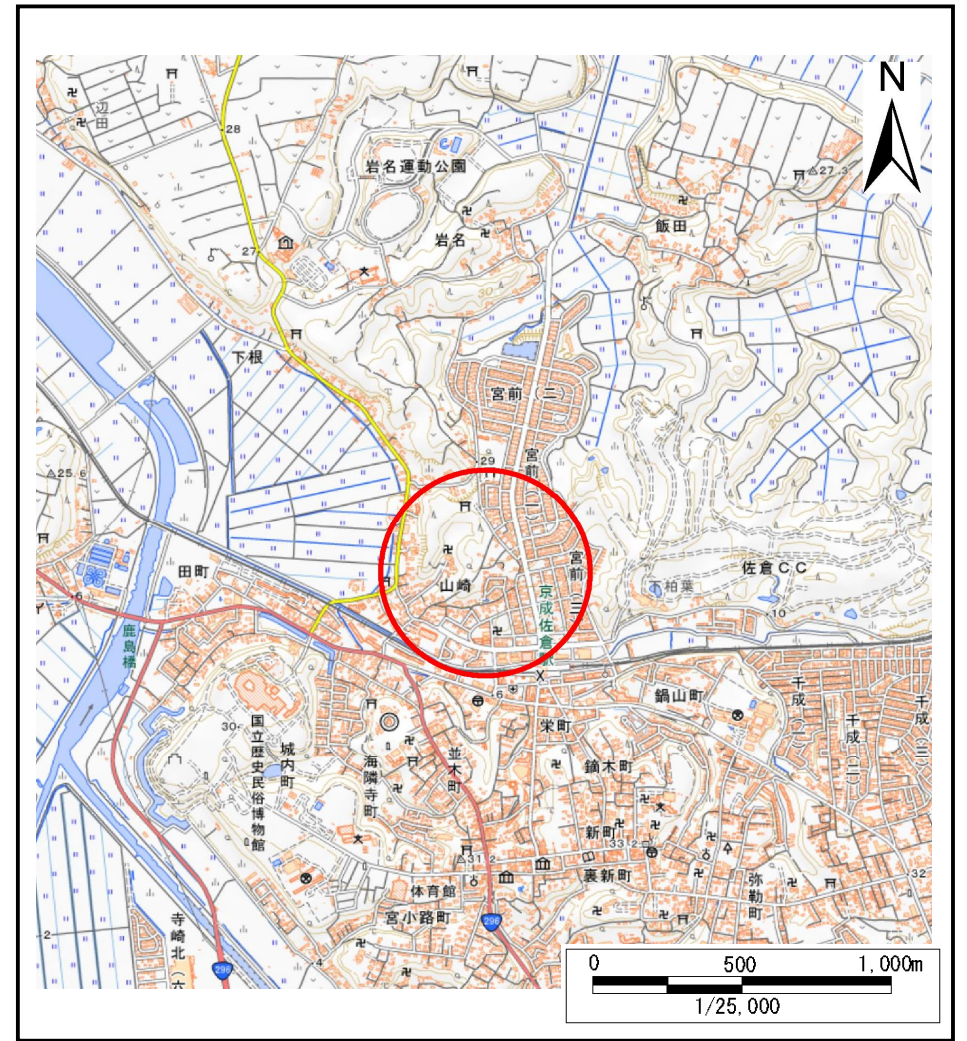 N
辺田
28
岩名運動公園
27.3
飯田
岩名
27
30
下根
20
宮前(二)
29
宮前(一)
25.6
山崎
宮前(三)
下柏葉
佐倉CC
田町
京成佐倉駅
6
10
鹿島橋
6
X
鍋山町
千成(一)
千成(二)
千成(三)
栄町
30
国立歴史民俗博物館
城内町
海隣寺町
並木町
鏑木町
新町
33.2
31.2
裏新町
弥勒町
32
体育館
宮小路町
296
2
寺崎北(六
296
4
0 500 1,000m
1/25,000